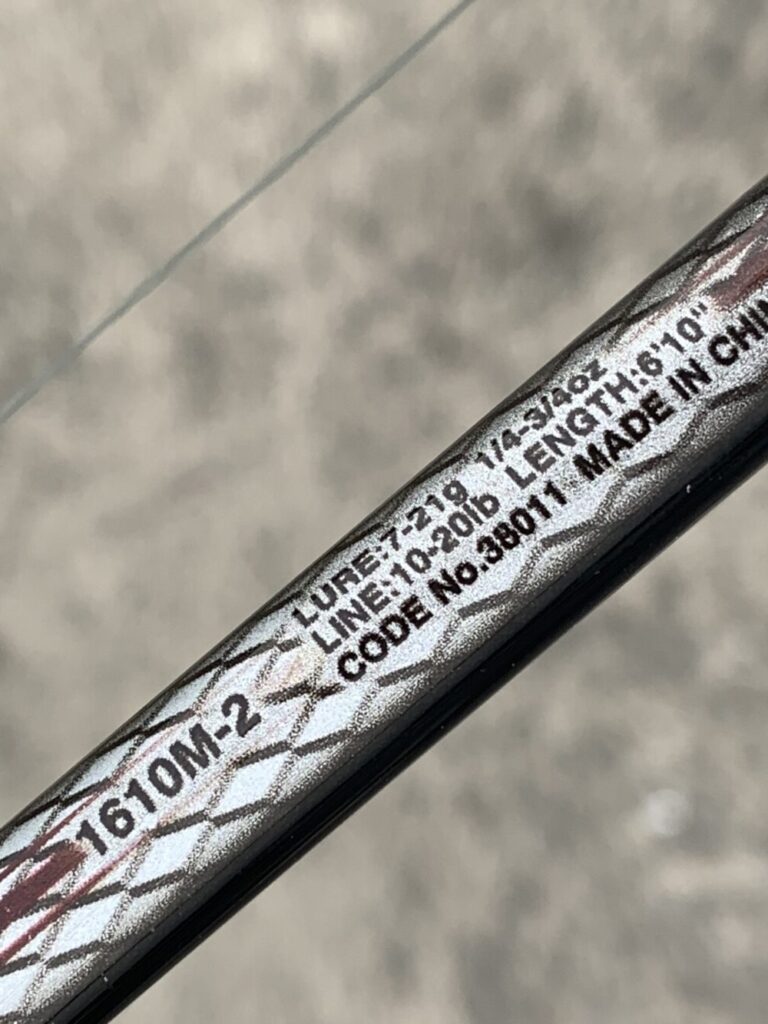 1610M-2
LURE:7-21g 1/4-3/4oz
LINE:10-20lb LENGTH:6'10"
CODE No.38011 MADE IN CHIN